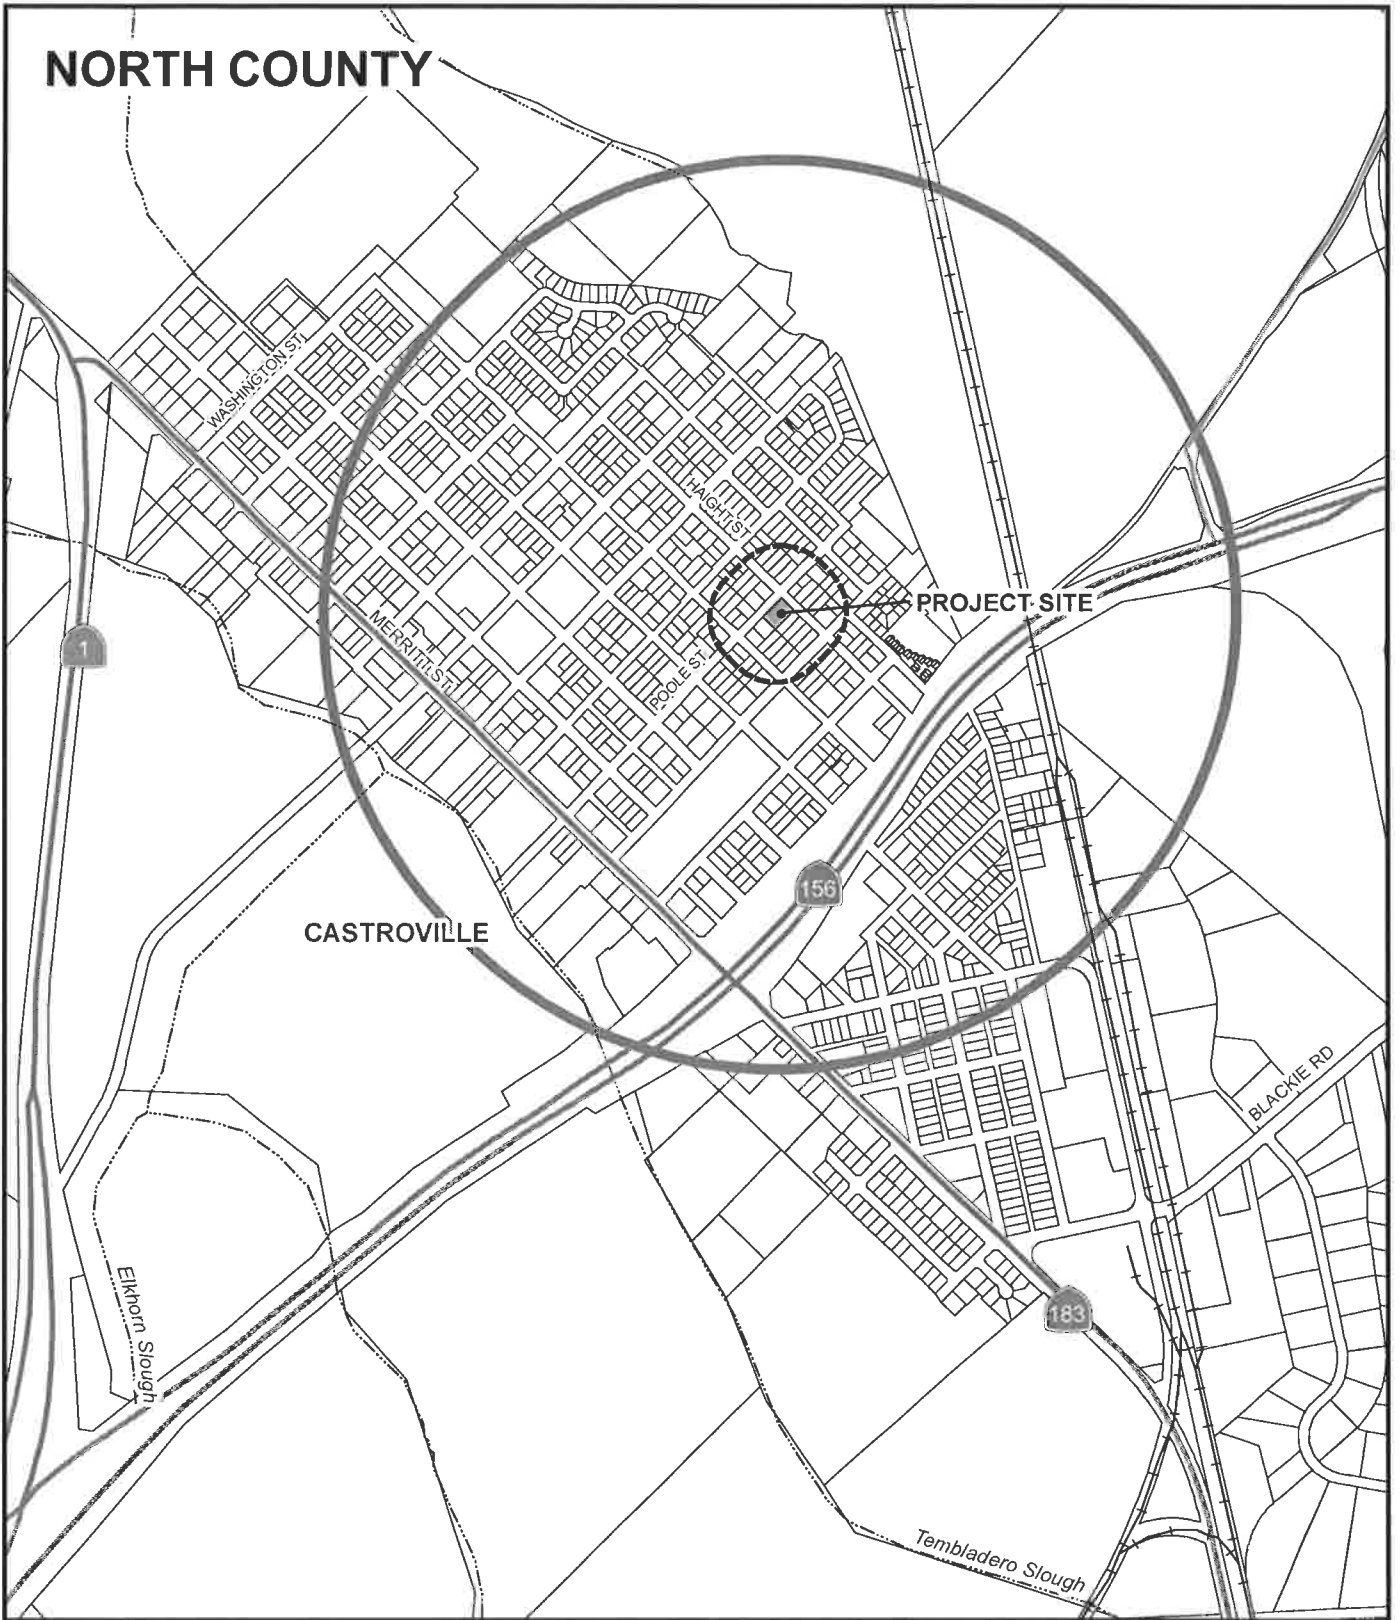 NORTH COUNTY
WASHINGTON ST
HAIGHT ST
PROJECT SITE
1
MERRITT ST
POOLE ST
156
CASTROVILLE
BLACKIE RD
Elkhorn Slough
183
Tembladero Slough